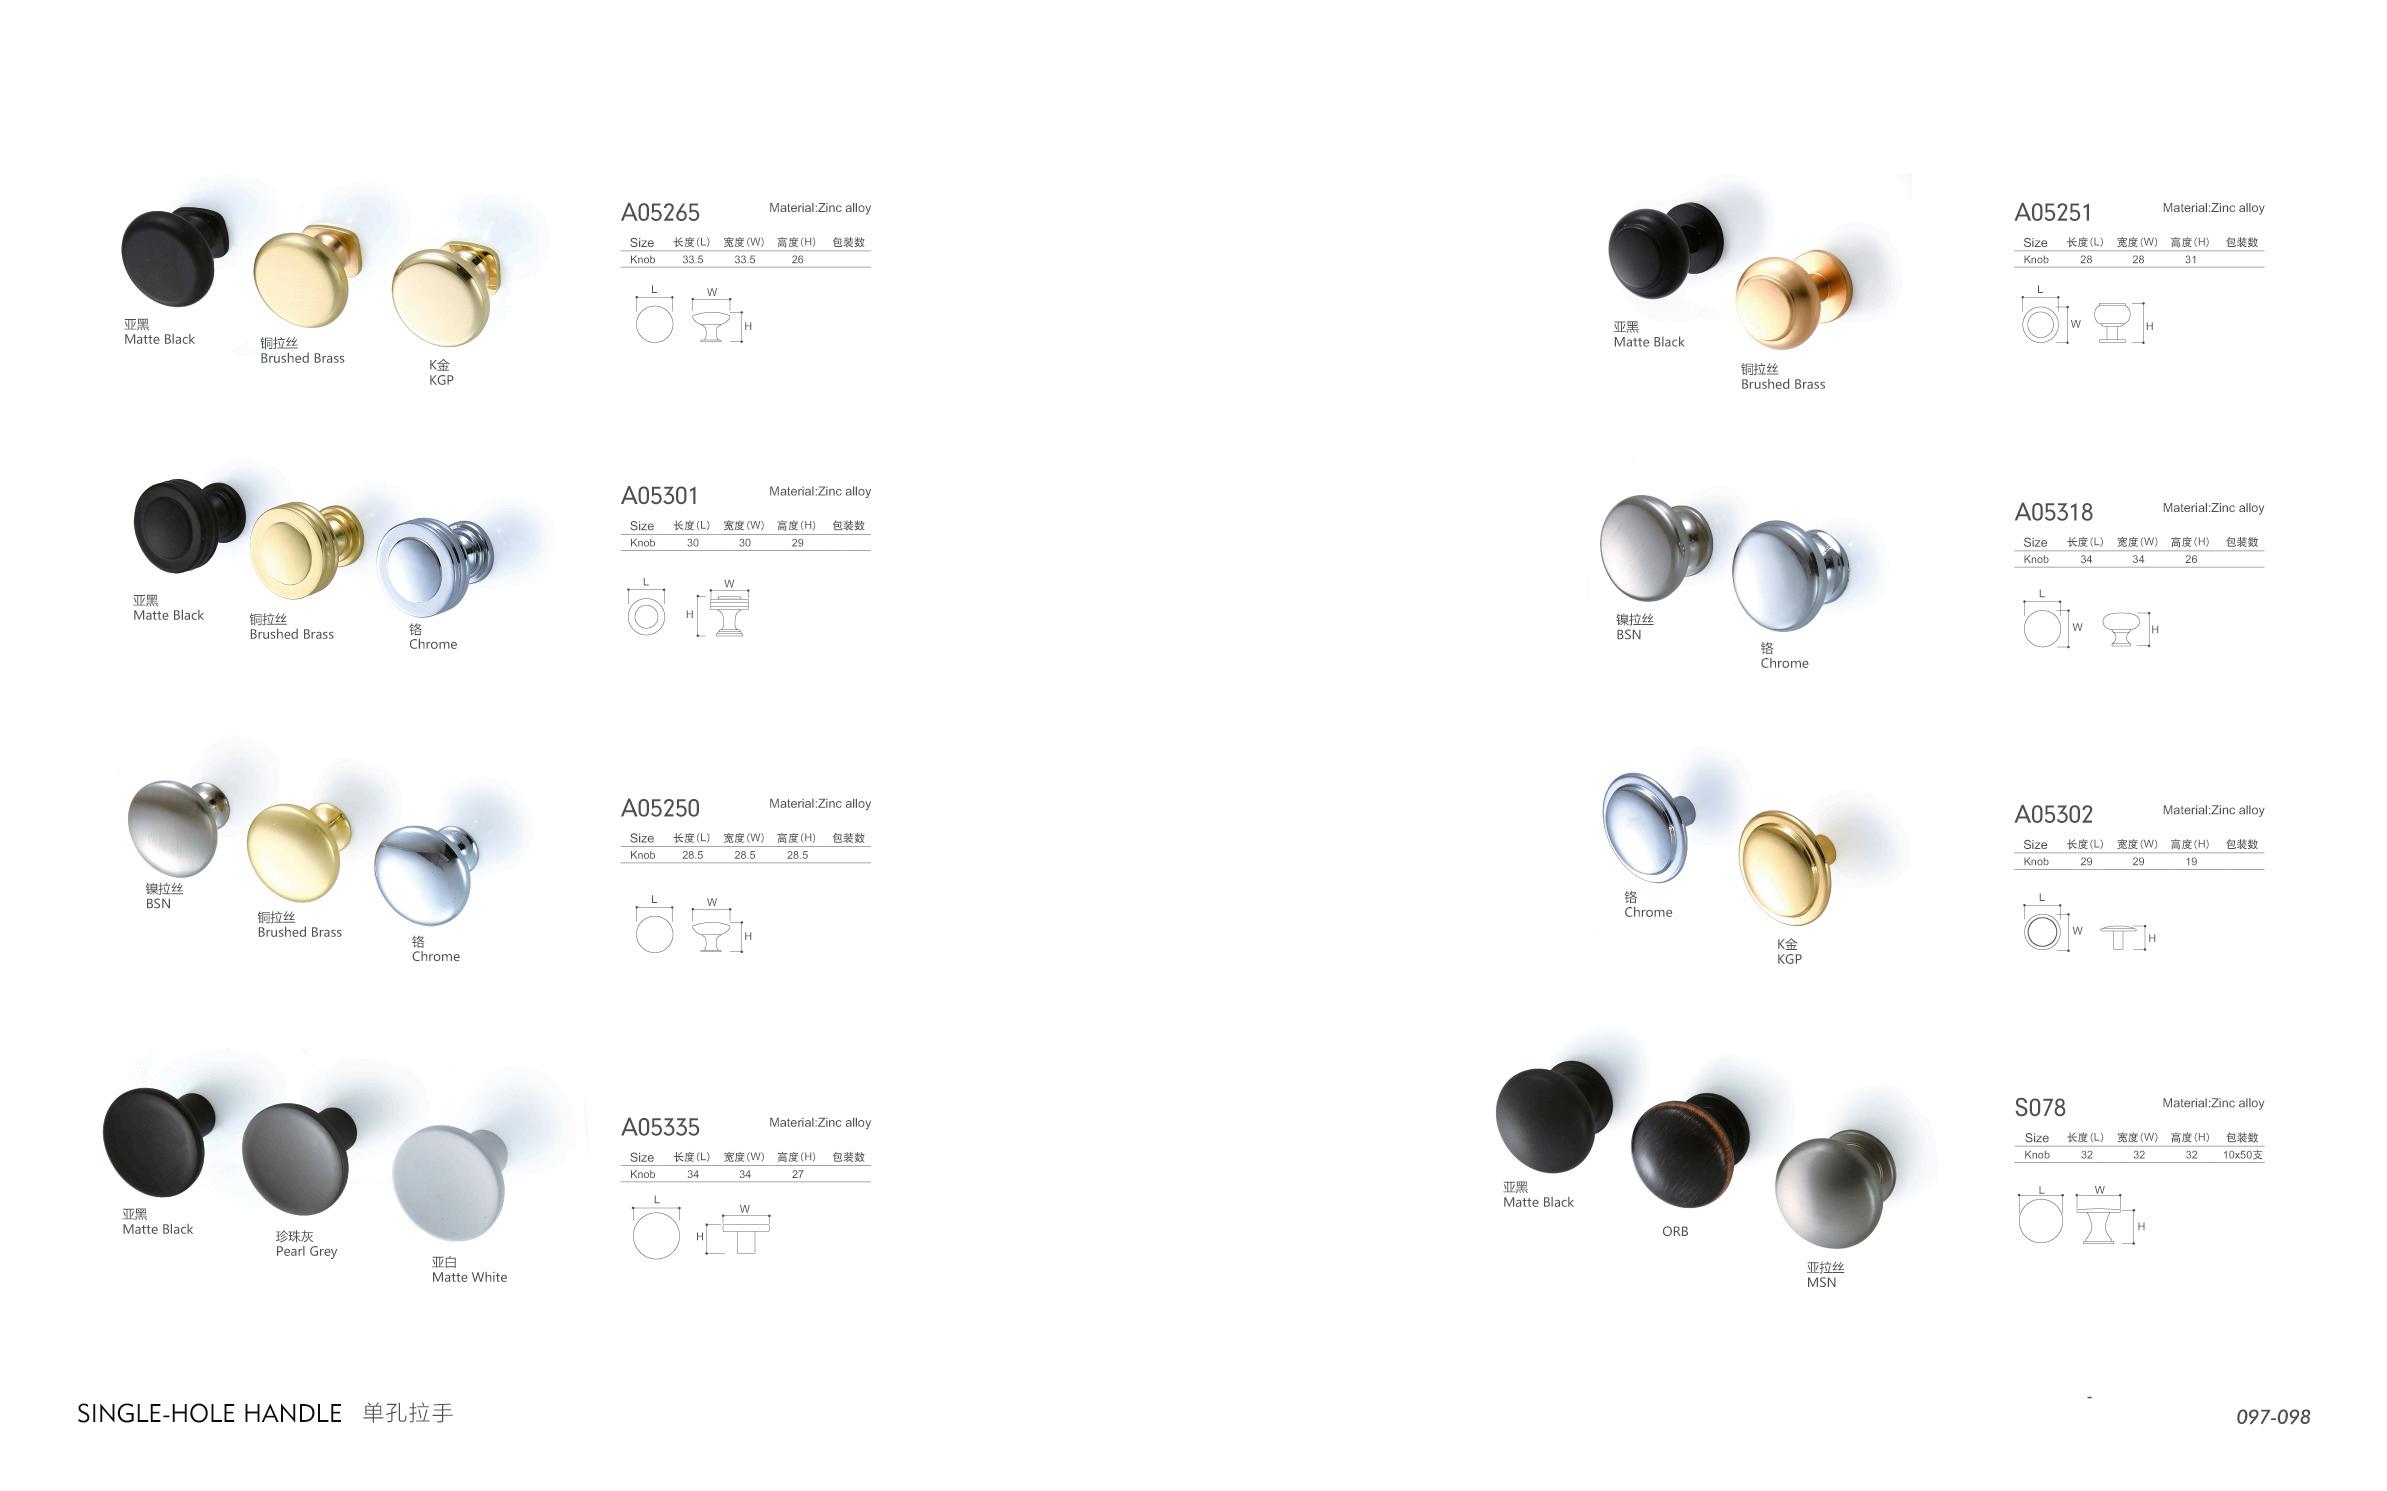 A05265 Material:Zinc alloy
Size 长度(L) 宽度(W) 高度(H) 包装数
Knob 33.5 33.5 26
L W H
亚黑
Matte Black
铜拉丝
Brushed Brass
K金
KGP
A05301 Material:Zinc alloy
Size 长度(L) 宽度(W) 高度(H) 包装数
Knob 30 30 29
L W H
亚黑
Matte Black
铜拉丝
Brushed Brass
铬
Chrome
A05250 Material:Zinc alloy
Size 长度(L) 宽度(W) 高度(H) 包装数
Knob 28.5 28.5 28.5
L W H
镍拉丝
BSN
铜拉丝
Brushed Brass
铬
Chrome
A05335 Material:Zinc alloy
Size 长度(L) 宽度(W) 高度(H) 包装数
Knob 34 34 27
L W H
亚黑
Matte Black
珍珠灰
Pearl Grey
亚白
Matte White
A05251 Material:Zinc alloy
Size 长度(L) 宽度(W) 高度(H) 包装数
Knob 28 28 31
L W H
亚黑
Matte Black
铜拉丝
Brushed Brass
A05318 Material:Zinc alloy
Size 长度(L) 宽度(W) 高度(H) 包装数
Knob 34 34 26
L W H
镍拉丝
BSN
铬
Chrome
A05302 Material:Zinc alloy
Size 长度(L) 宽度(W) 高度(H) 包装数
Knob 29 29 19
L W H
铬
Chrome
K金
KGP
S078 Material:Zinc alloy
Size 长度(L) 宽度(W) 高度(H) 包装数
Knob 32 32 32 10x50支
L W H
亚黑
Matte Black
ORB
亚拉丝
MSN
SINGLE-HOLE HANDLE 单孔拉手
-
097-098